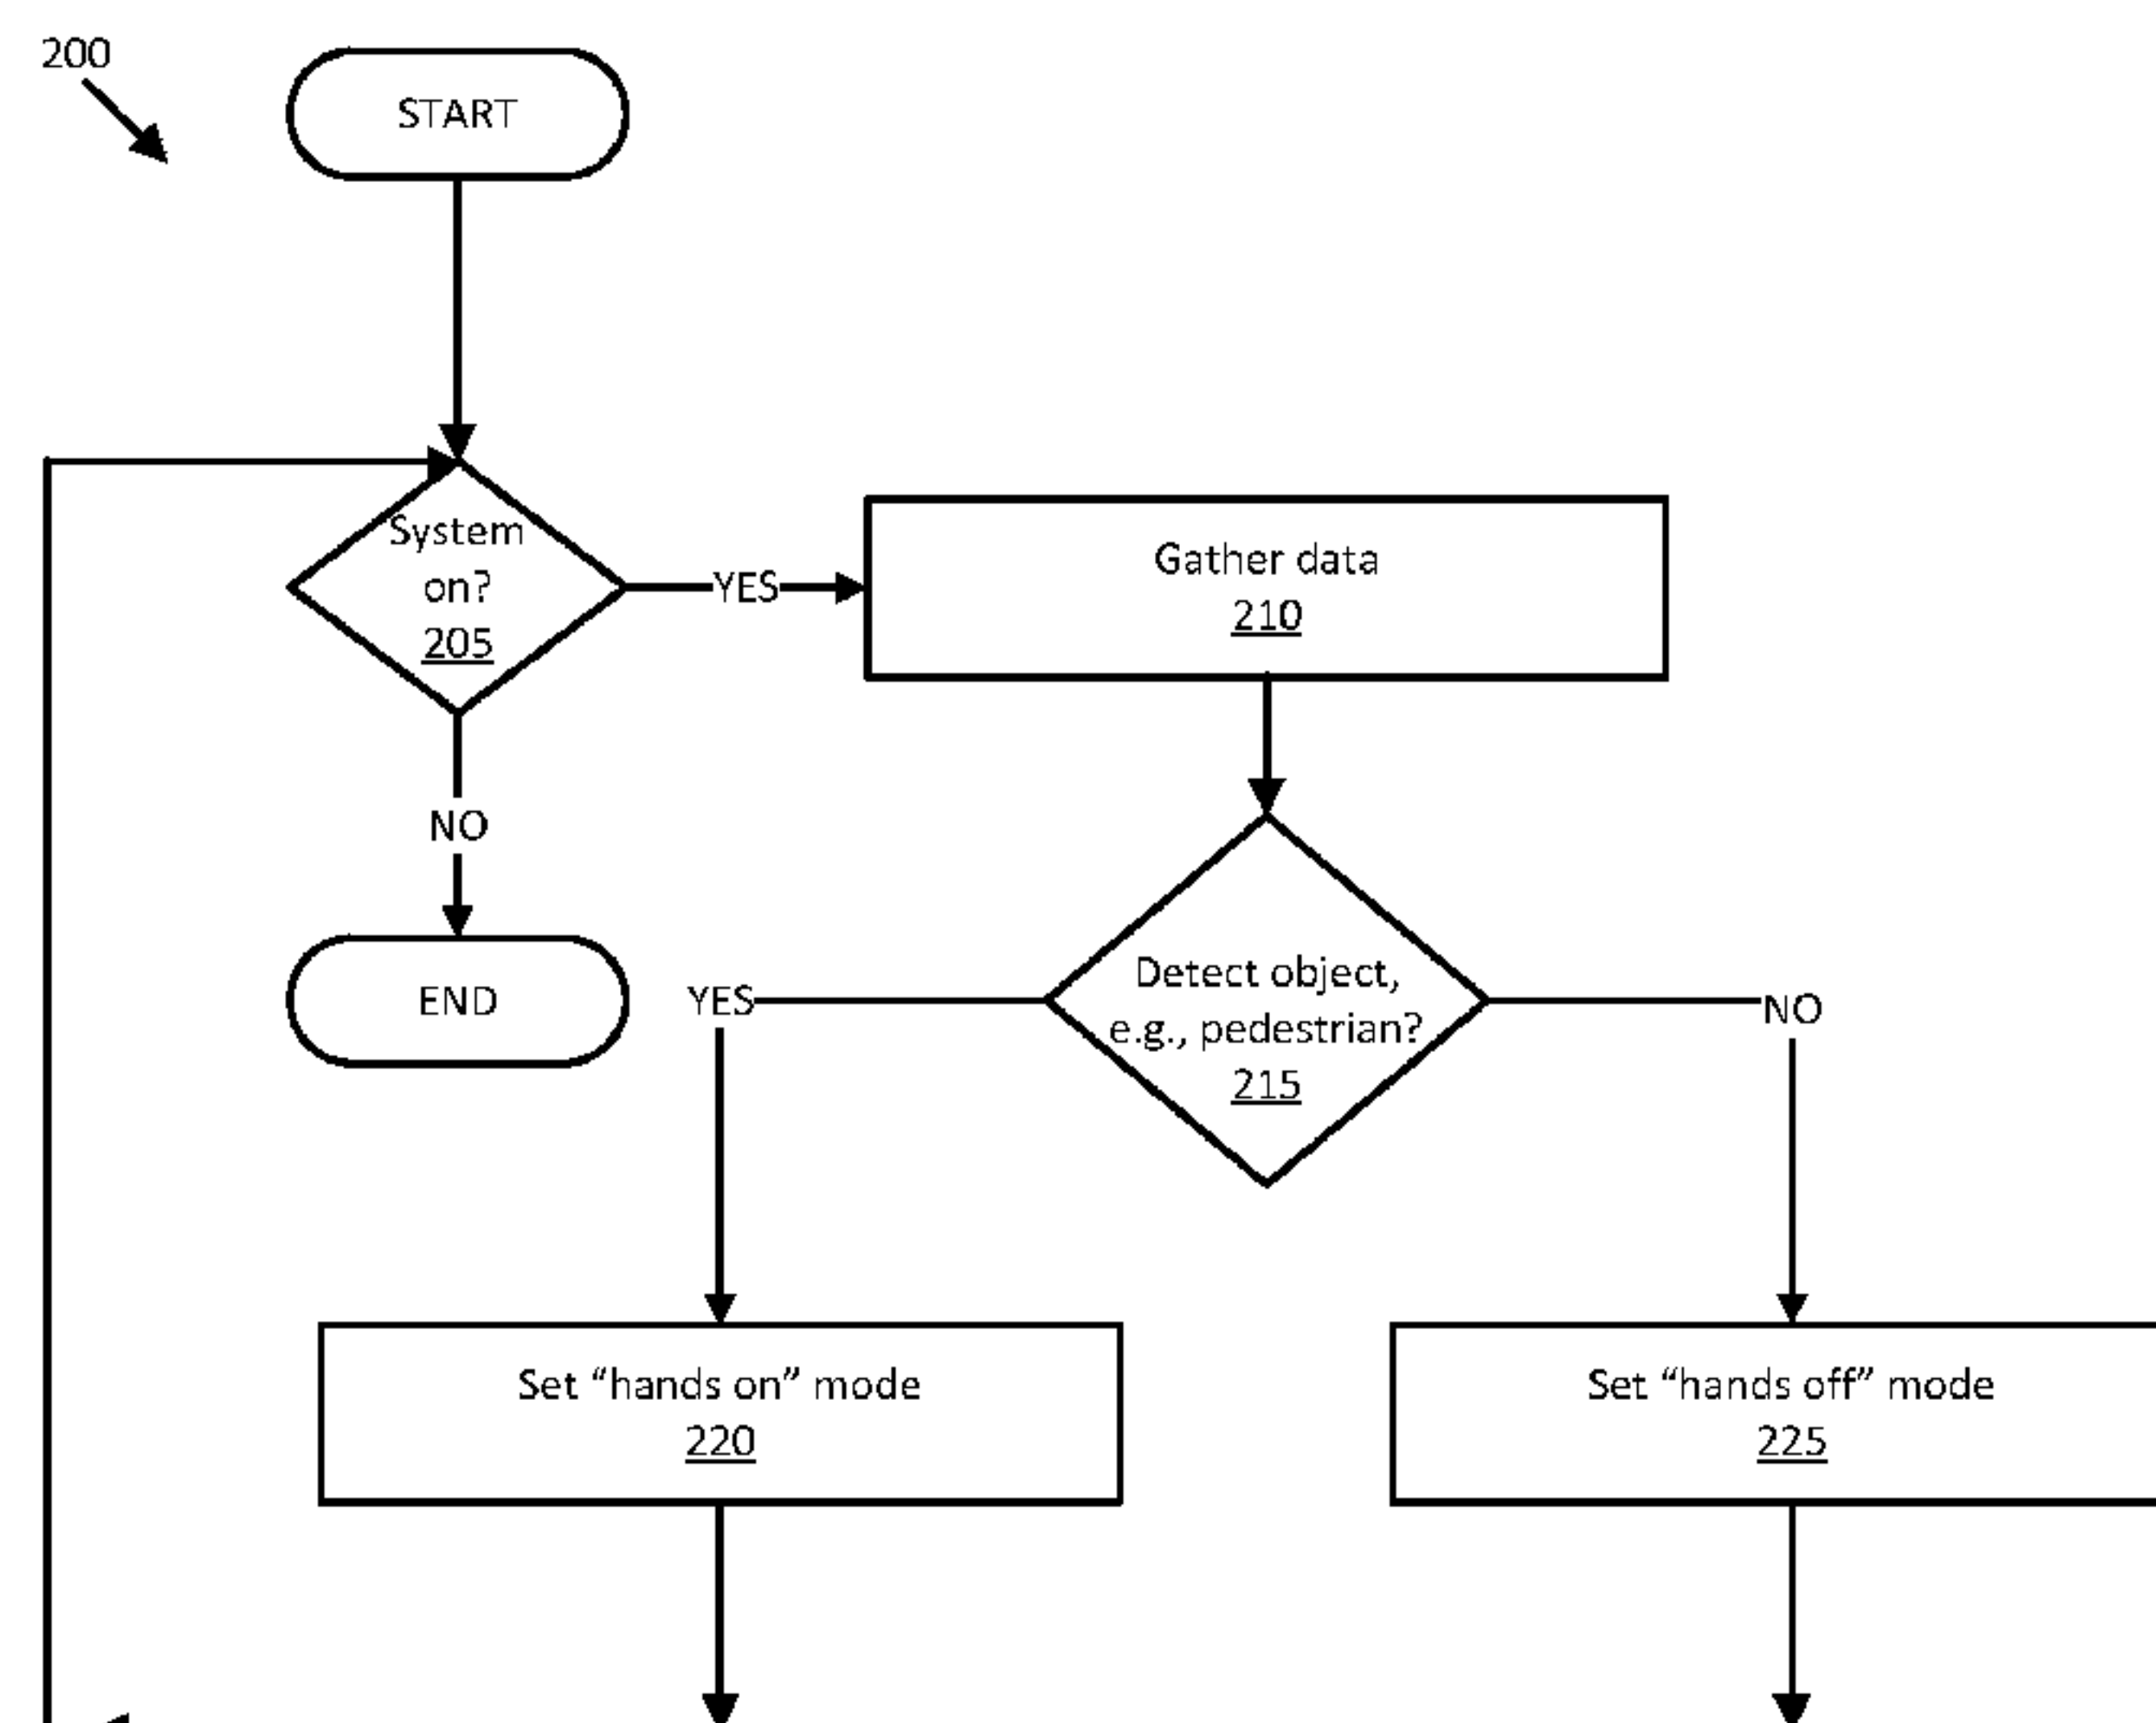 200
START
System
on?
205
YES
Gather data
210
NO
END
Detect object,
e.g., pedestrian?
215
YES
NO
Set “hands on” mode
220
Set “hands off” mode
225